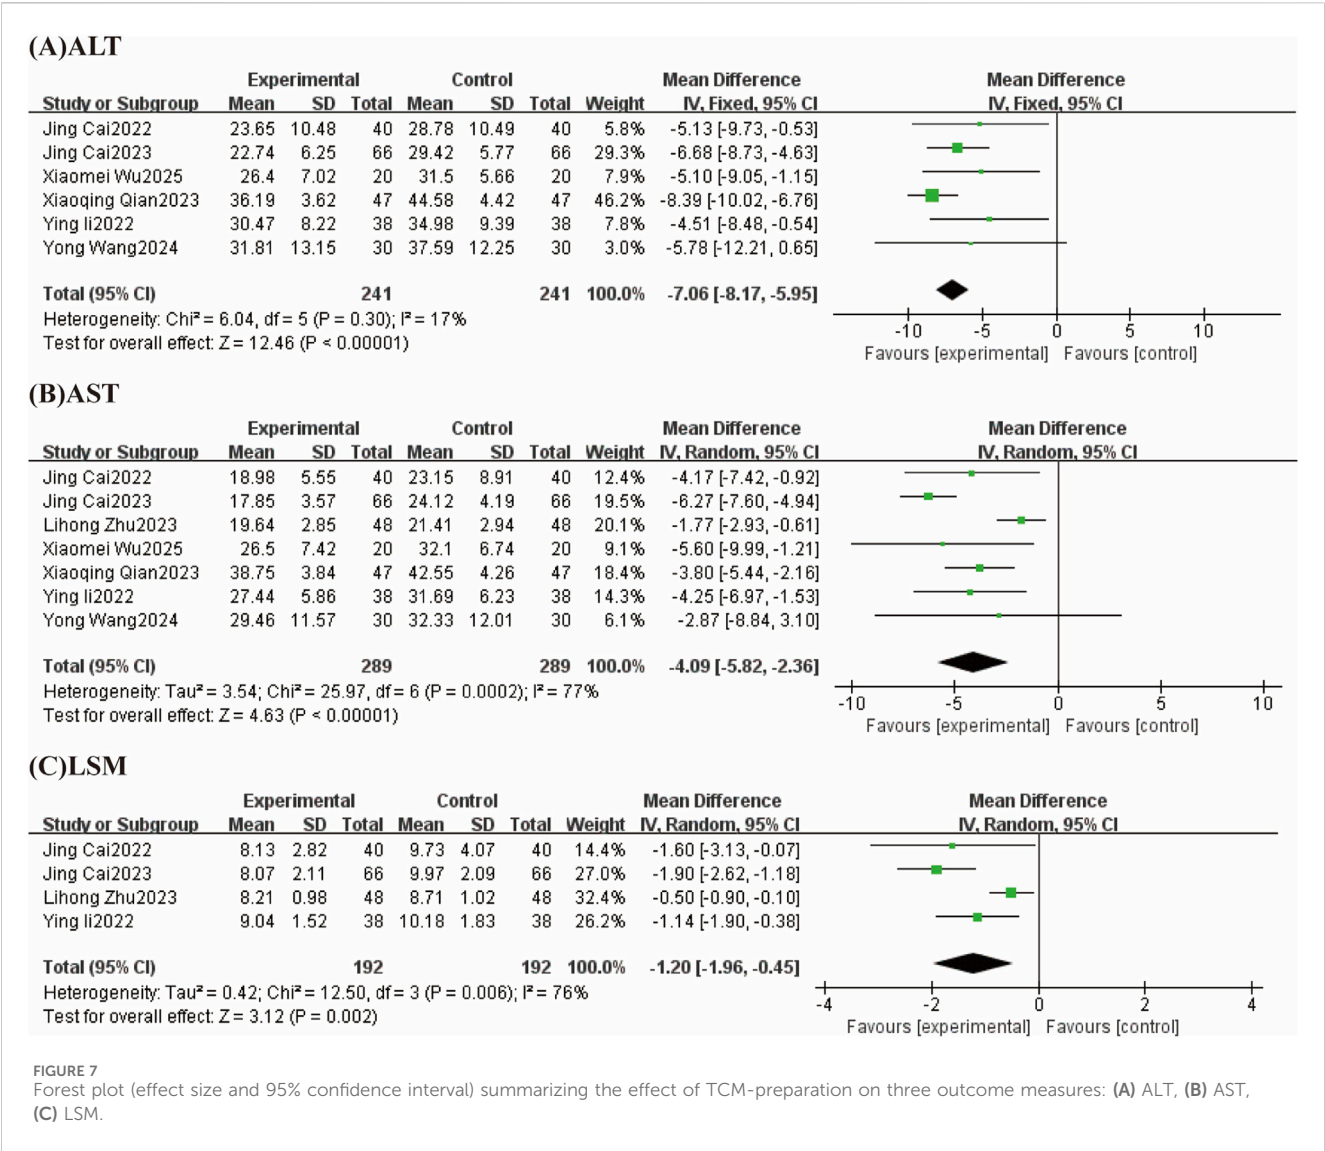 (A)ALT
Experimental Control Mean Difference Mean Difference
Study or Subgroup Mean SD Total Mean SD Total Weight IV, Fixed, 95% CI IV, Fixed, 95% CI
Jing Cai2022 23.65 10.48 40 28.78 10.49 40 5.8% -5.13 [-9.73, -0.53]
Jing Cai2023 22.74 6.25 66 29.42 5.77 66 29.3% -6.68 [-8.73, -4.63]
Xiaomei Wu2025 26.4 7.02 20 31.5 5.66 20 7.9% -5.10 [-9.05, -1.15]
Xiaoqing Qian2023 36.19 3.62 47 44.58 4.42 47 46.2% -8.39 [-10.02, -6.76]
Ying li2022 30.47 8.22 38 34.98 9.39 38 7.8% -4.51 [-8.48, -0.54]
Yong Wang2024 31.81 13.15 30 37.59 12.25 30 3.0% -5.78 [-12.21, 0.65]
Total (95% CI) 241 241 100.0% -7.06 [-8.17, -5.95]
Heterogeneity: Chi² = 6.04, df = 5 (P = 0.30); I² = 17%
Test for overall effect: Z = 12.46 (P < 0.00001)
-10 -5 0 5 10
Favours [experimental] Favours [control]
(B)AST
Experimental Control Mean Difference Mean Difference
Study or Subgroup Mean SD Total Mean SD Total Weight IV, Random, 95% CI IV, Random, 95% CI
Jing Cai2022 18.98 5.55 40 23.15 8.91 40 12.4% -4.17 [-7.42, -0.92]
Jing Cai2023 17.85 3.57 66 24.12 4.19 66 19.5% -6.27 [-7.60, -4.94]
Lihong Zhu2023 19.64 2.85 48 21.41 2.94 48 20.1% -1.77 [-2.93, -0.61]
Xiaomei Wu2025 26.5 7.42 20 32.1 6.74 20 9.1% -5.60 [-9.99, -1.21]
Xiaoqing Qian2023 38.75 3.84 47 42.55 4.26 47 18.4% -3.80 [-5.44, -2.16]
Ying li2022 27.44 5.86 38 31.69 6.23 38 14.3% -4.25 [-6.97, -1.53]
Yong Wang2024 29.46 11.57 30 32.33 12.01 30 6.1% -2.87 [-8.84, 3.10]
Total (95% CI) 289 289 100.0% -4.09 [-5.82, -2.36]
Heterogeneity: Tau² = 3.54; Chi² = 25.97, df = 6 (P = 0.0002); I² = 77%
Test for overall effect: Z = 4.63 (P < 0.00001)
-10 -5 0 5 10
Favours [experimental] Favours [control]
(C)LSM
Experimental Control Mean Difference Mean Difference
Study or Subgroup Mean SD Total Mean SD Total Weight IV, Random, 95% CI IV, Random, 95% CI
Jing Cai2022 8.13 2.82 40 9.73 4.07 40 14.4% -1.60 [-3.13, -0.07]
Jing Cai2023 8.07 2.11 66 9.97 2.09 66 27.0% -1.90 [-2.62, -1.18]
Lihong Zhu2023 8.21 0.98 48 8.71 1.02 48 32.4% -0.50 [-0.90, -0.10]
Ying li2022 9.04 1.52 38 10.18 1.83 38 26.2% -1.14 [-1.90, -0.38]
Total (95% CI) 192 192 100.0% -1.20 [-1.96, -0.45]
Heterogeneity: Tau² = 0.42; Chi² = 12.50, df = 3 (P = 0.006); I² = 76%
Test for overall effect: Z = 3.12 (P = 0.002)
-4 -2 0 2 4
Favours [experimental] Favours [control]
FIGURE 7
Forest plot (effect size and 95% confidence interval) summarizing the effect of TCM-preparation on three outcome measures: (A) ALT, (B) AST,
(C) LSM.